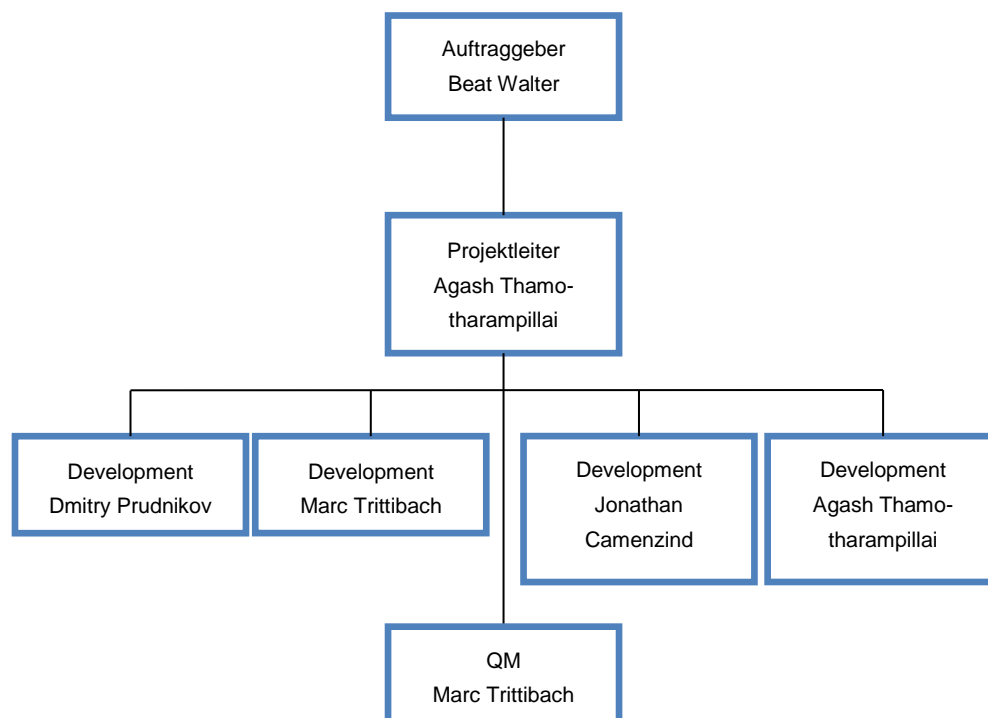 Auftraggeber
Beat Walter
Projektleiter
Agash Thamo-
tharampillai
Development
Dmitry Prudnikov
Development
Marc Trittibach
Development
Jonathan
Camenzind
Development
Agash Thamo-
tharampillai
QM
Marc Trittibach